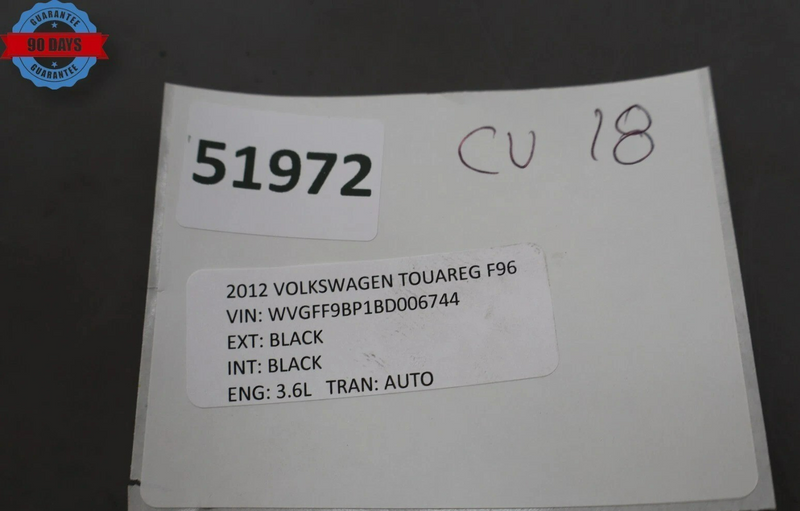 GUARANTEE
90 DAYS
GUARANTEE
51972
CU 18
2012 VOLKSWAGEN TOUAREG F96
VIN: WVGFF9BP1BD006744
EXT: BLACK
INT: BLACK
ENG: 3.6L TRAN: AUTO